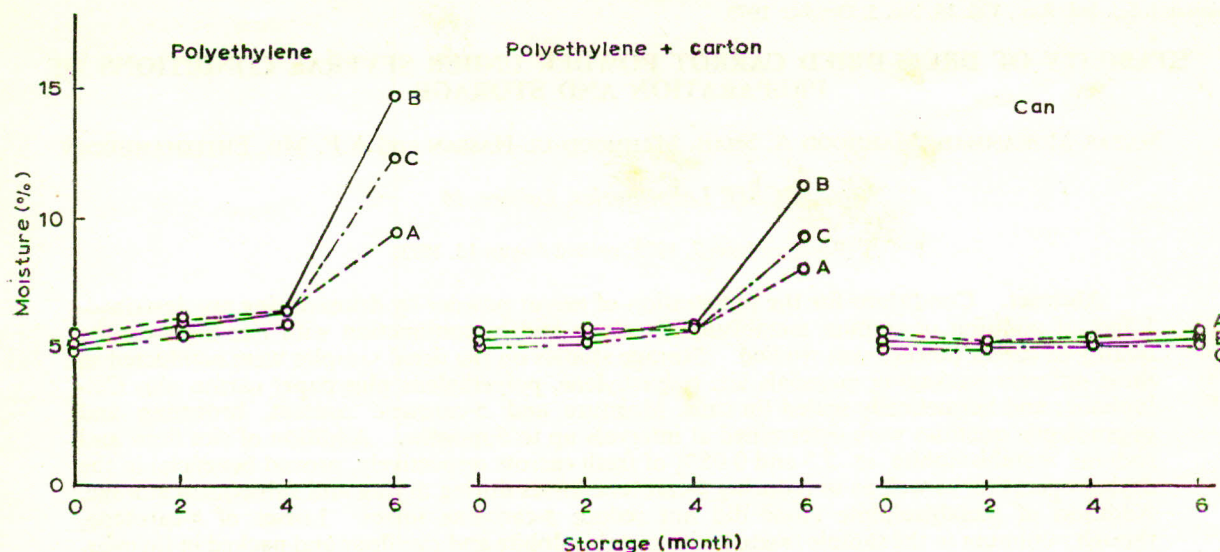 Polyethylene
Polyethylene + carton
Can
15
10
5
0
Moisture (%)
B
C
A
B
C
A
A
0
2
4
6
0
2
4
6
0
2
4
6
Storage (month)